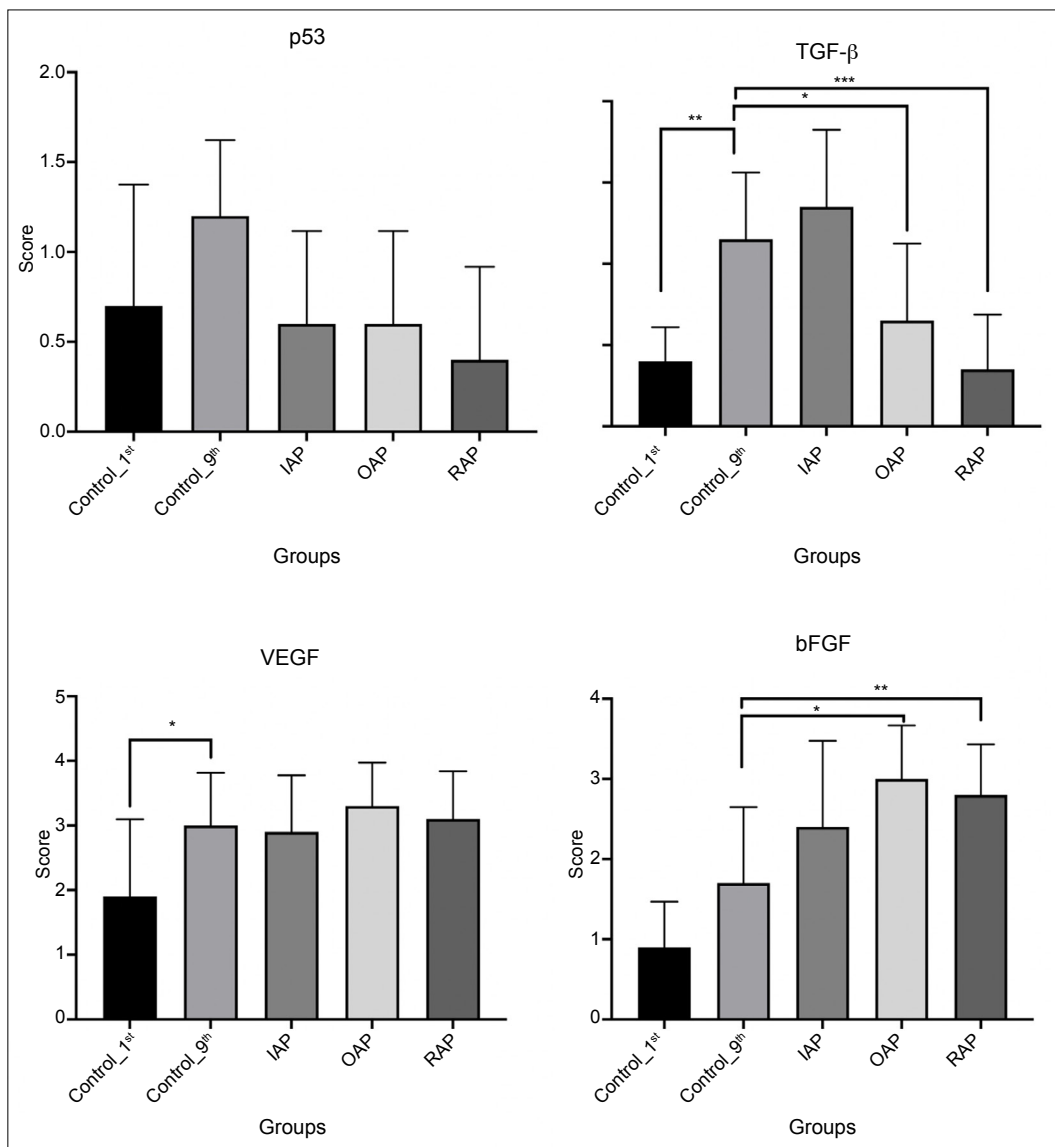 p53
2.0
1.5
1.0
0.5
0.0
Score
Control_1st
Control_9th
IAP
OAP
RAP
Groups
TGF-β
***
*
**
Control_1st
Control_9th
IAP
OAP
RAP
Groups
VEGF
5
4
3
2
1
0
Score
*
Control_1st
Control_9th
IAP
OAP
RAP
Groups
bFGF
4
3
2
1
0
Score
**
*
Control_1st
Control_9th
IAP
OAP
RAP
Groups